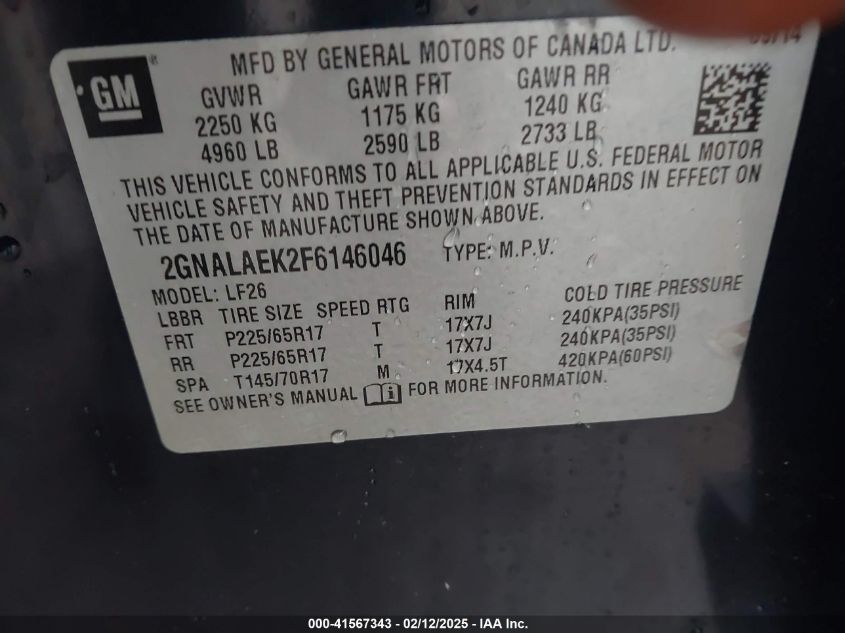 MFD BY GENERAL MOTORS OF CANADA LTD.
GM
GVWR GAWR FRT GAWR RR
2250 KG 1175 KG 1240 KG
4960 LB 2590 LB 2733 LB
THIS VEHICLE CONFORMS TO ALL APPLICABLE U.S. FEDERAL MOTOR
VEHICLE SAFETY AND THEFT PREVENTION STANDARDS IN EFFECT ON
THE DATE OF MANUFACTURE SHOWN ABOVE.
2GNALAEK2F6146046 TYPE: M.P.V.
MODEL: LF26
LBBR TIRE SIZE SPEED RTG RIM COLD TIRE PRESSURE
FRT P225/65R17 T 17X7J 240KPA(35PSI)
RR P225/65R17 T 17X7J 240KPA(35PSI)
SPA T145/70R17 M 17X4.5T 420KPA(60PSI)
SEE OWNER'S MANUAL i FOR MORE INFORMATION.
000-41567343 - 02/12/2025 - IAA Inc.